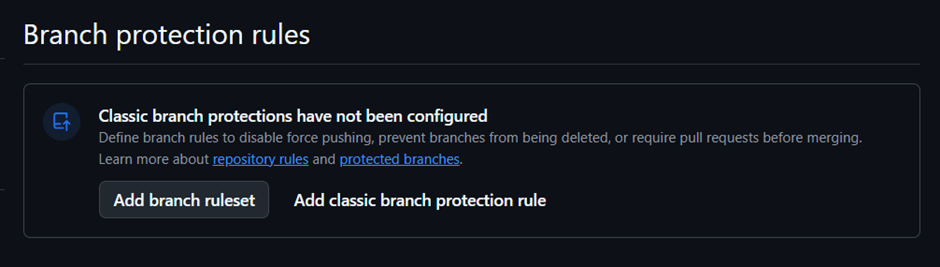 Branch protection rules
Classic branch protections have not been configured
Define branch rules to disable force pushing, prevent branches from being deleted, or require pull requests before merging.
Learn more about repository rules and protected branches.
Add branch ruleset
Add classic branch protection rule